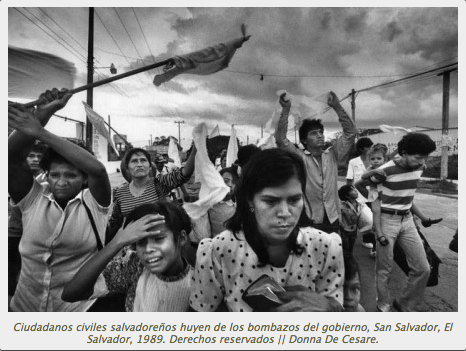 Ciudadanos civiles salvadoreños huyen de los bombazos del gobierno, San Salvador, El
Salvador, 1989. Derechos reservados || Donna De Cesare.